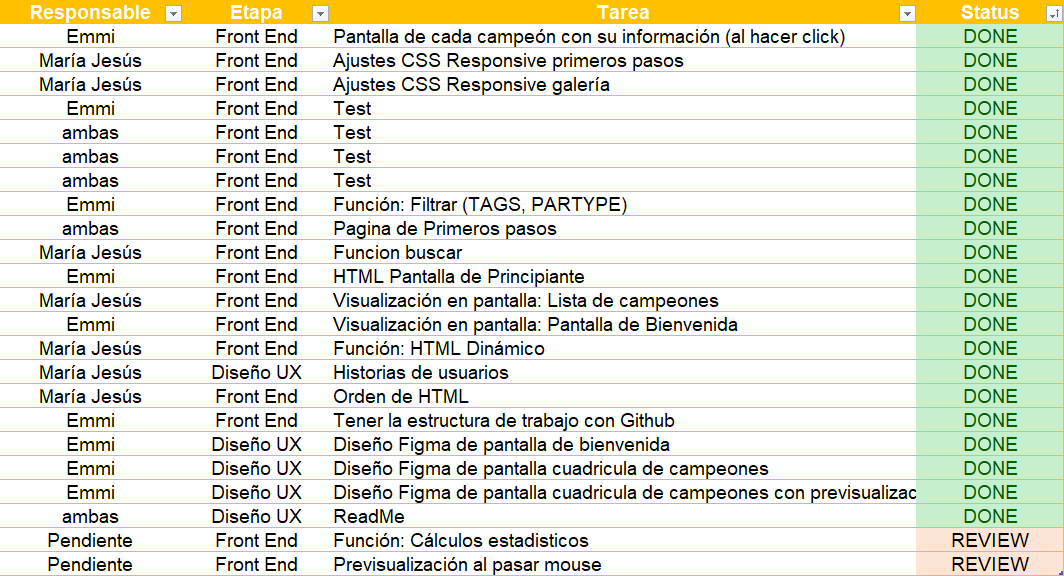 Responsable Etapa Tarea Status
Emmi Front End Pantalla de cada campeón con su información (al hacer click) DONE
María Jesús Front End Ajustes CSS Responsive primeros pasos DONE
María Jesús Front End Ajustes CSS Responsive galería DONE
Emmi Front End Test DONE
ambas Front End Test DONE
ambas Front End Test DONE
ambas Front End Test DONE
Emmi Front End Función: Filtrar (TAGS, PARTYPE) DONE
ambas Front End Pagina de Primeros pasos DONE
María Jesús Front End Funcion buscar DONE
Emmi Front End HTML Pantalla de Principiante DONE
María Jesús Front End Visualización en pantalla: Lista de campeones DONE
Emmi Front End Visualización en pantalla: Pantalla de Bienvenida DONE
María Jesús Front End Función: HTML Dinámico DONE
María Jesús Diseño UX Historias de usuarios DONE
María Jesús Front End Orden de HTML DONE
Emmi Front End Tener la estructura de trabajo con Github DONE
Emmi Diseño UX Diseño Figma de pantalla de bienvenida DONE
Emmi Diseño UX Diseño Figma de pantalla cuadricula de campeones DONE
Emmi Diseño UX Diseño Figma de pantalla cuadricula de campeones con previsualizac DONE
ambas Diseño UX ReadMe DONE
Pendiente Front End Función: Cálculos estadisticos REVIEW
Pendiente Front End Previsualización al pasar mouse REVIEW